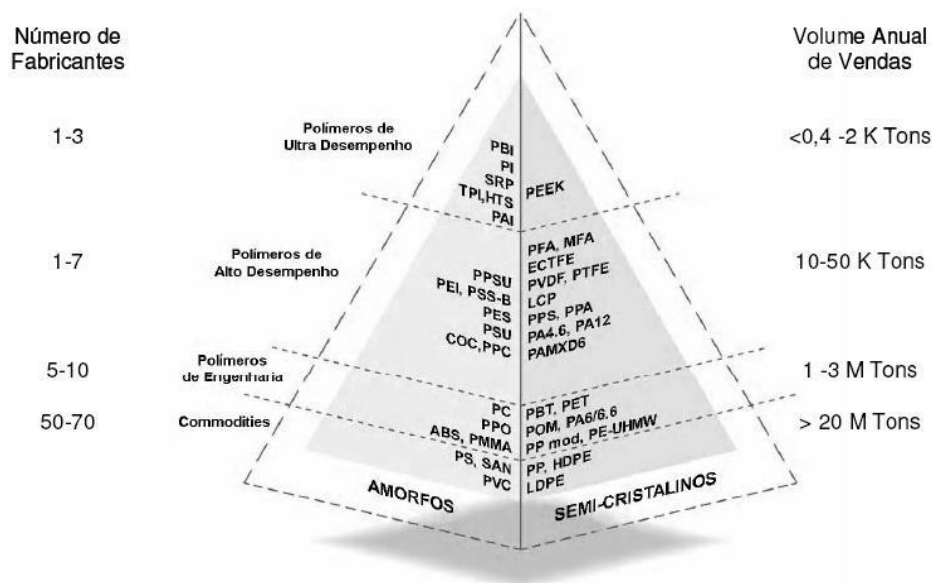 Número de
Fabricantes
Volume Anual
de Vendas
1-3
Polímeros de
Ultra Desempenho
<0,4 -2 K Tons
PBI
PI
SRP
TPI,HTS
PAI
PEEK
1-7
Polímeros de
Alto Desempenho
10-50 K Tons
PPSU
PEI, PSS-B
PES
PSU
COC,PPC
PFA, MFA
ECTFE
PVDF, PTFE
LCP
PPS, PPA
PA4.6, PA12
PAMXD6
5-10
Polímeros
de Engenharia
1 -3 M Tons
PC
PPO
ABS, PMMA
PBT, PET
POM, PA6/6.6
PP mod, PE-UHMW
50-70
Commodities
> 20 M Tons
PS, SAN
PVC
PP, HDPE
LDPE
AMORFOS
SEMI-CRISTALINOS